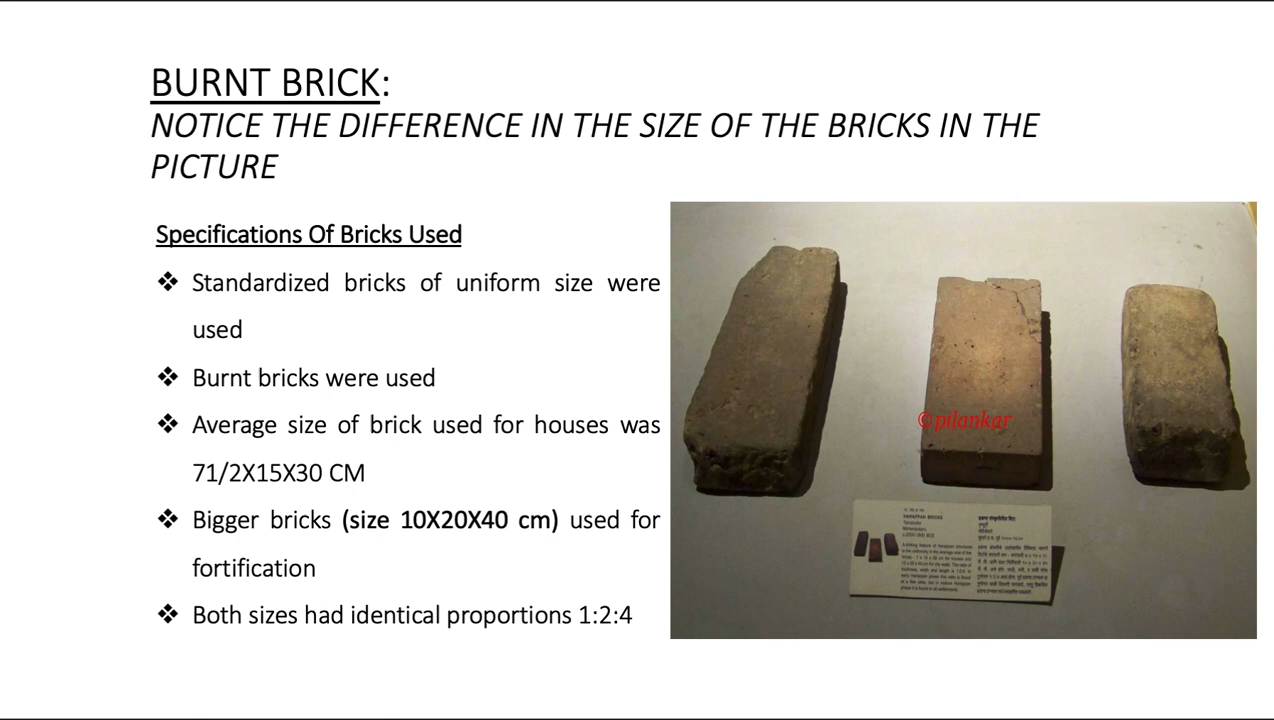 BURNT BRICK:
NOTICE THE DIFFERENCE IN THE SIZE OF THE BRICKS IN THE
PICTURE
Specifications Of Bricks Used
❖ Standardized bricks of uniform size were
used
❖ Burnt bricks were used
❖ Average size of brick used for houses was
71/2X15X30 CM
❖ Bigger bricks (size 10X20X40 cm) used for
fortification
❖ Both sizes had identical proportions 1:2:4
©pilankar
HARAPPAN BRICKS
Terracotta